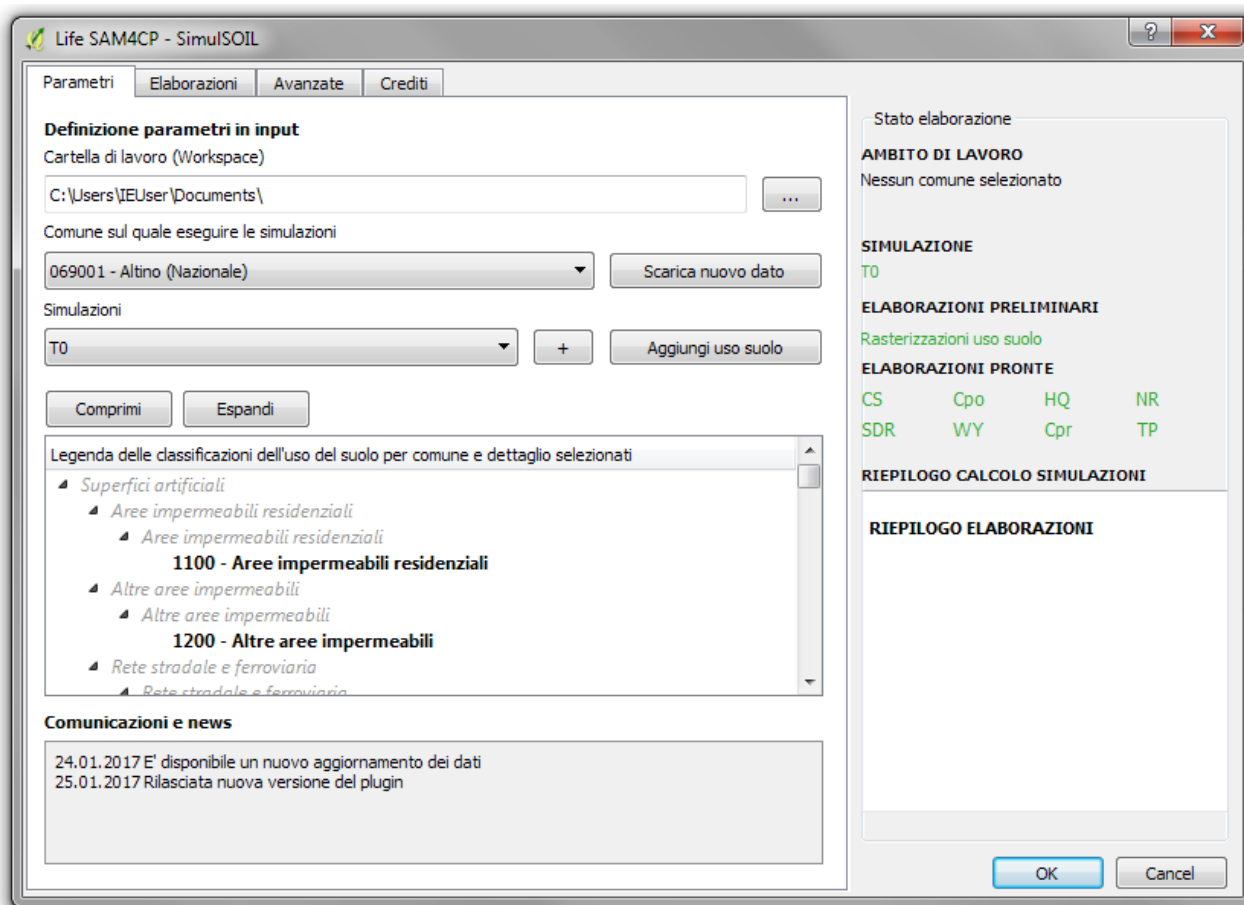 Life SAM4CP - SimulSOIL
Parametri Elaborazioni Avanzate Crediti
Definizione parametri in input
Cartella di lavoro (Workspace)
C:\Users\IEUser\Documents\
...
Comune sul quale eseguire le simulazioni
069001 - Altino (Nazionale)
Scarica nuovo dato
Simulazioni
T0
+
Aggiungi uso suolo
Comprimi
Espandi
Legenda delle classificazioni dell'uso del suolo per comune e dettaglio selezionati
Superfici artificiali
Aree impermeabili residenziali
Aree impermeabili residenziali
1100 - Aree impermeabili residenziali
Altre aree impermeabili
Altre aree impermeabili
1200 - Altre aree impermeabili
Rete stradale e ferroviaria
Rete stradale e ferroviaria
Comunicazioni e news
24.01.2017 E' disponibile un nuovo aggiornamento dei dati
25.01.2017 Rilasciata nuova versione del plugin
Stato elaborazione
AMBITO DI LAVORO
Nessun comune selezionato
SIMULAZIONE
T0
ELABORAZIONI PRELIMINARI
Rasterizzazioni uso suolo
ELABORAZIONI PRONTE
CS Cpo HQ NR
SDR WY Cpr TP
RIEPILOGO CALCOLO SIMULAZIONI
RIEPILOGO ELABORAZIONI
OK
Cancel